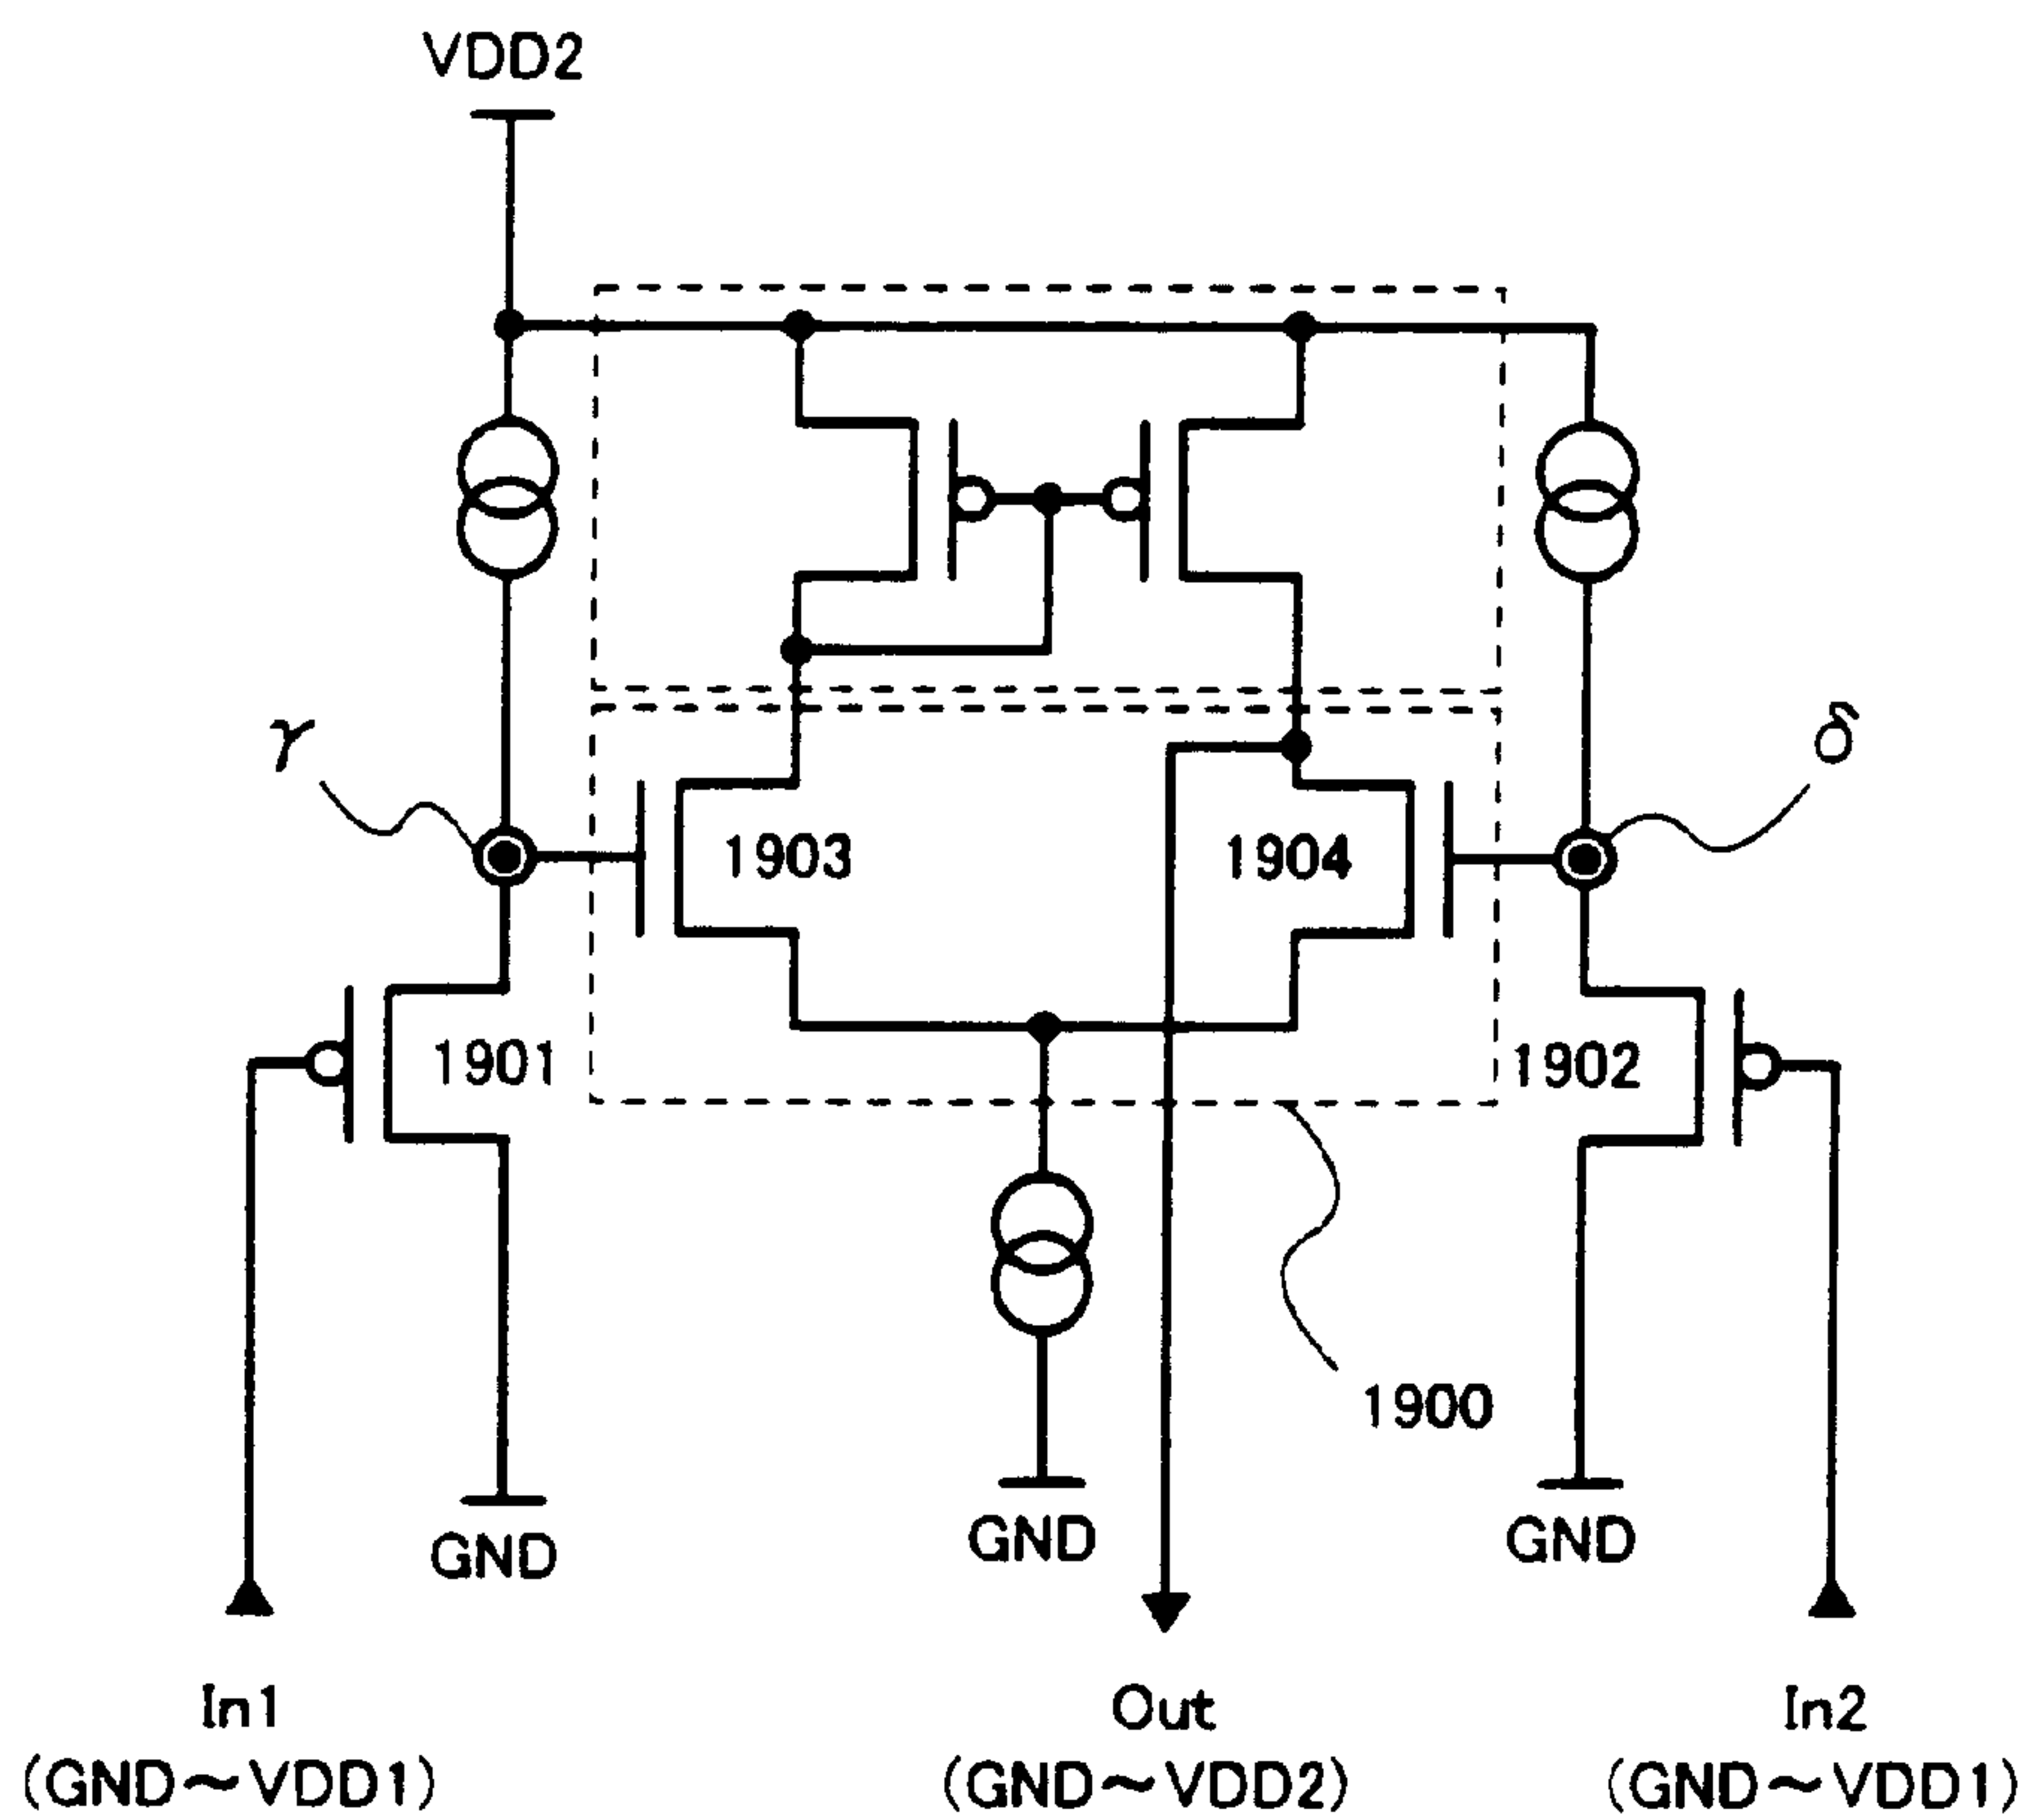 VDD2
γ
δ
1903
1904
1901
1902
1900
GND
GND
GND
In1
Out
In2
(GND~VDD1)
(GND~VDD2)
(GND~VDD1)